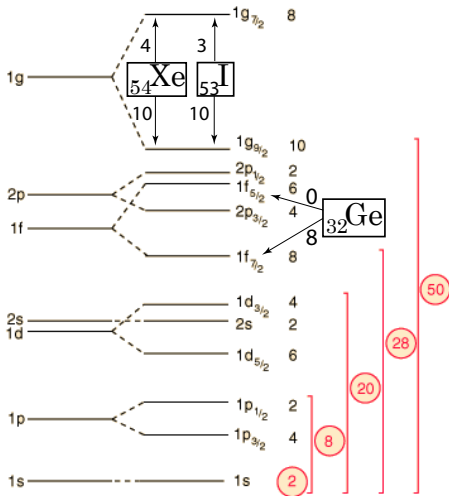 1g7/2 8
4 3
1g 54Xe 53I
10 10
1g9/2 10
2p1/2 2
1f5/2 6
2p 0
2p3/2 4 32Ge
1f 8
1f7/2 8
50
1d3/2 4
2s 2s 2
1d 28
1d5/2 6
20
1p1/2 2
1p
8
1p3/2 4
1s 1s 2